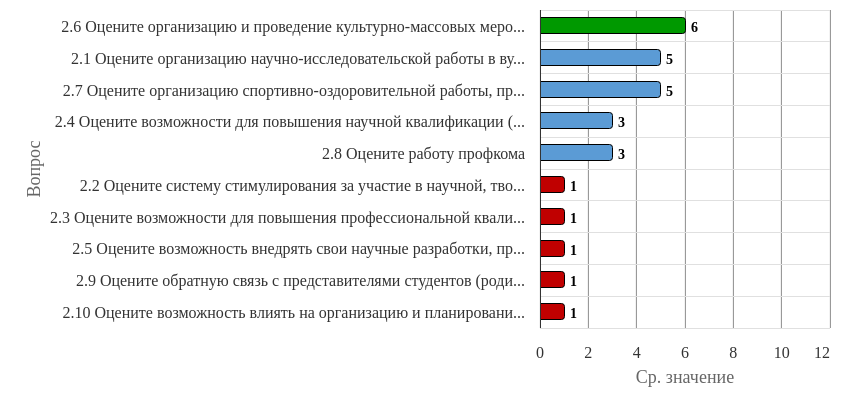 2.6 Оцените организацию и проведение культурно-массовых меро... 6
2.1 Оцените организацию научно-исследовательской работы в ву... 5
2.7 Оцените организацию спортивно-оздоровительной работы, пр... 5
2.4 Оцените возможности для повышения научной квалификации (... 3
2.8 Оцените работу профкома 3
2.2 Оцените систему стимулирования за участие в научной, тво... 1
2.3 Оцените возможности для повышения профессиональной квали... 1
2.5 Оцените возможность внедрять свои научные разработки, пр... 1
2.9 Оцените обратную связь с представителями студентов (роди... 1
2.10 Оцените возможность влиять на организацию и планировани... 1
Вопрос
0 2 4 6 8 10 12
Ср. значение